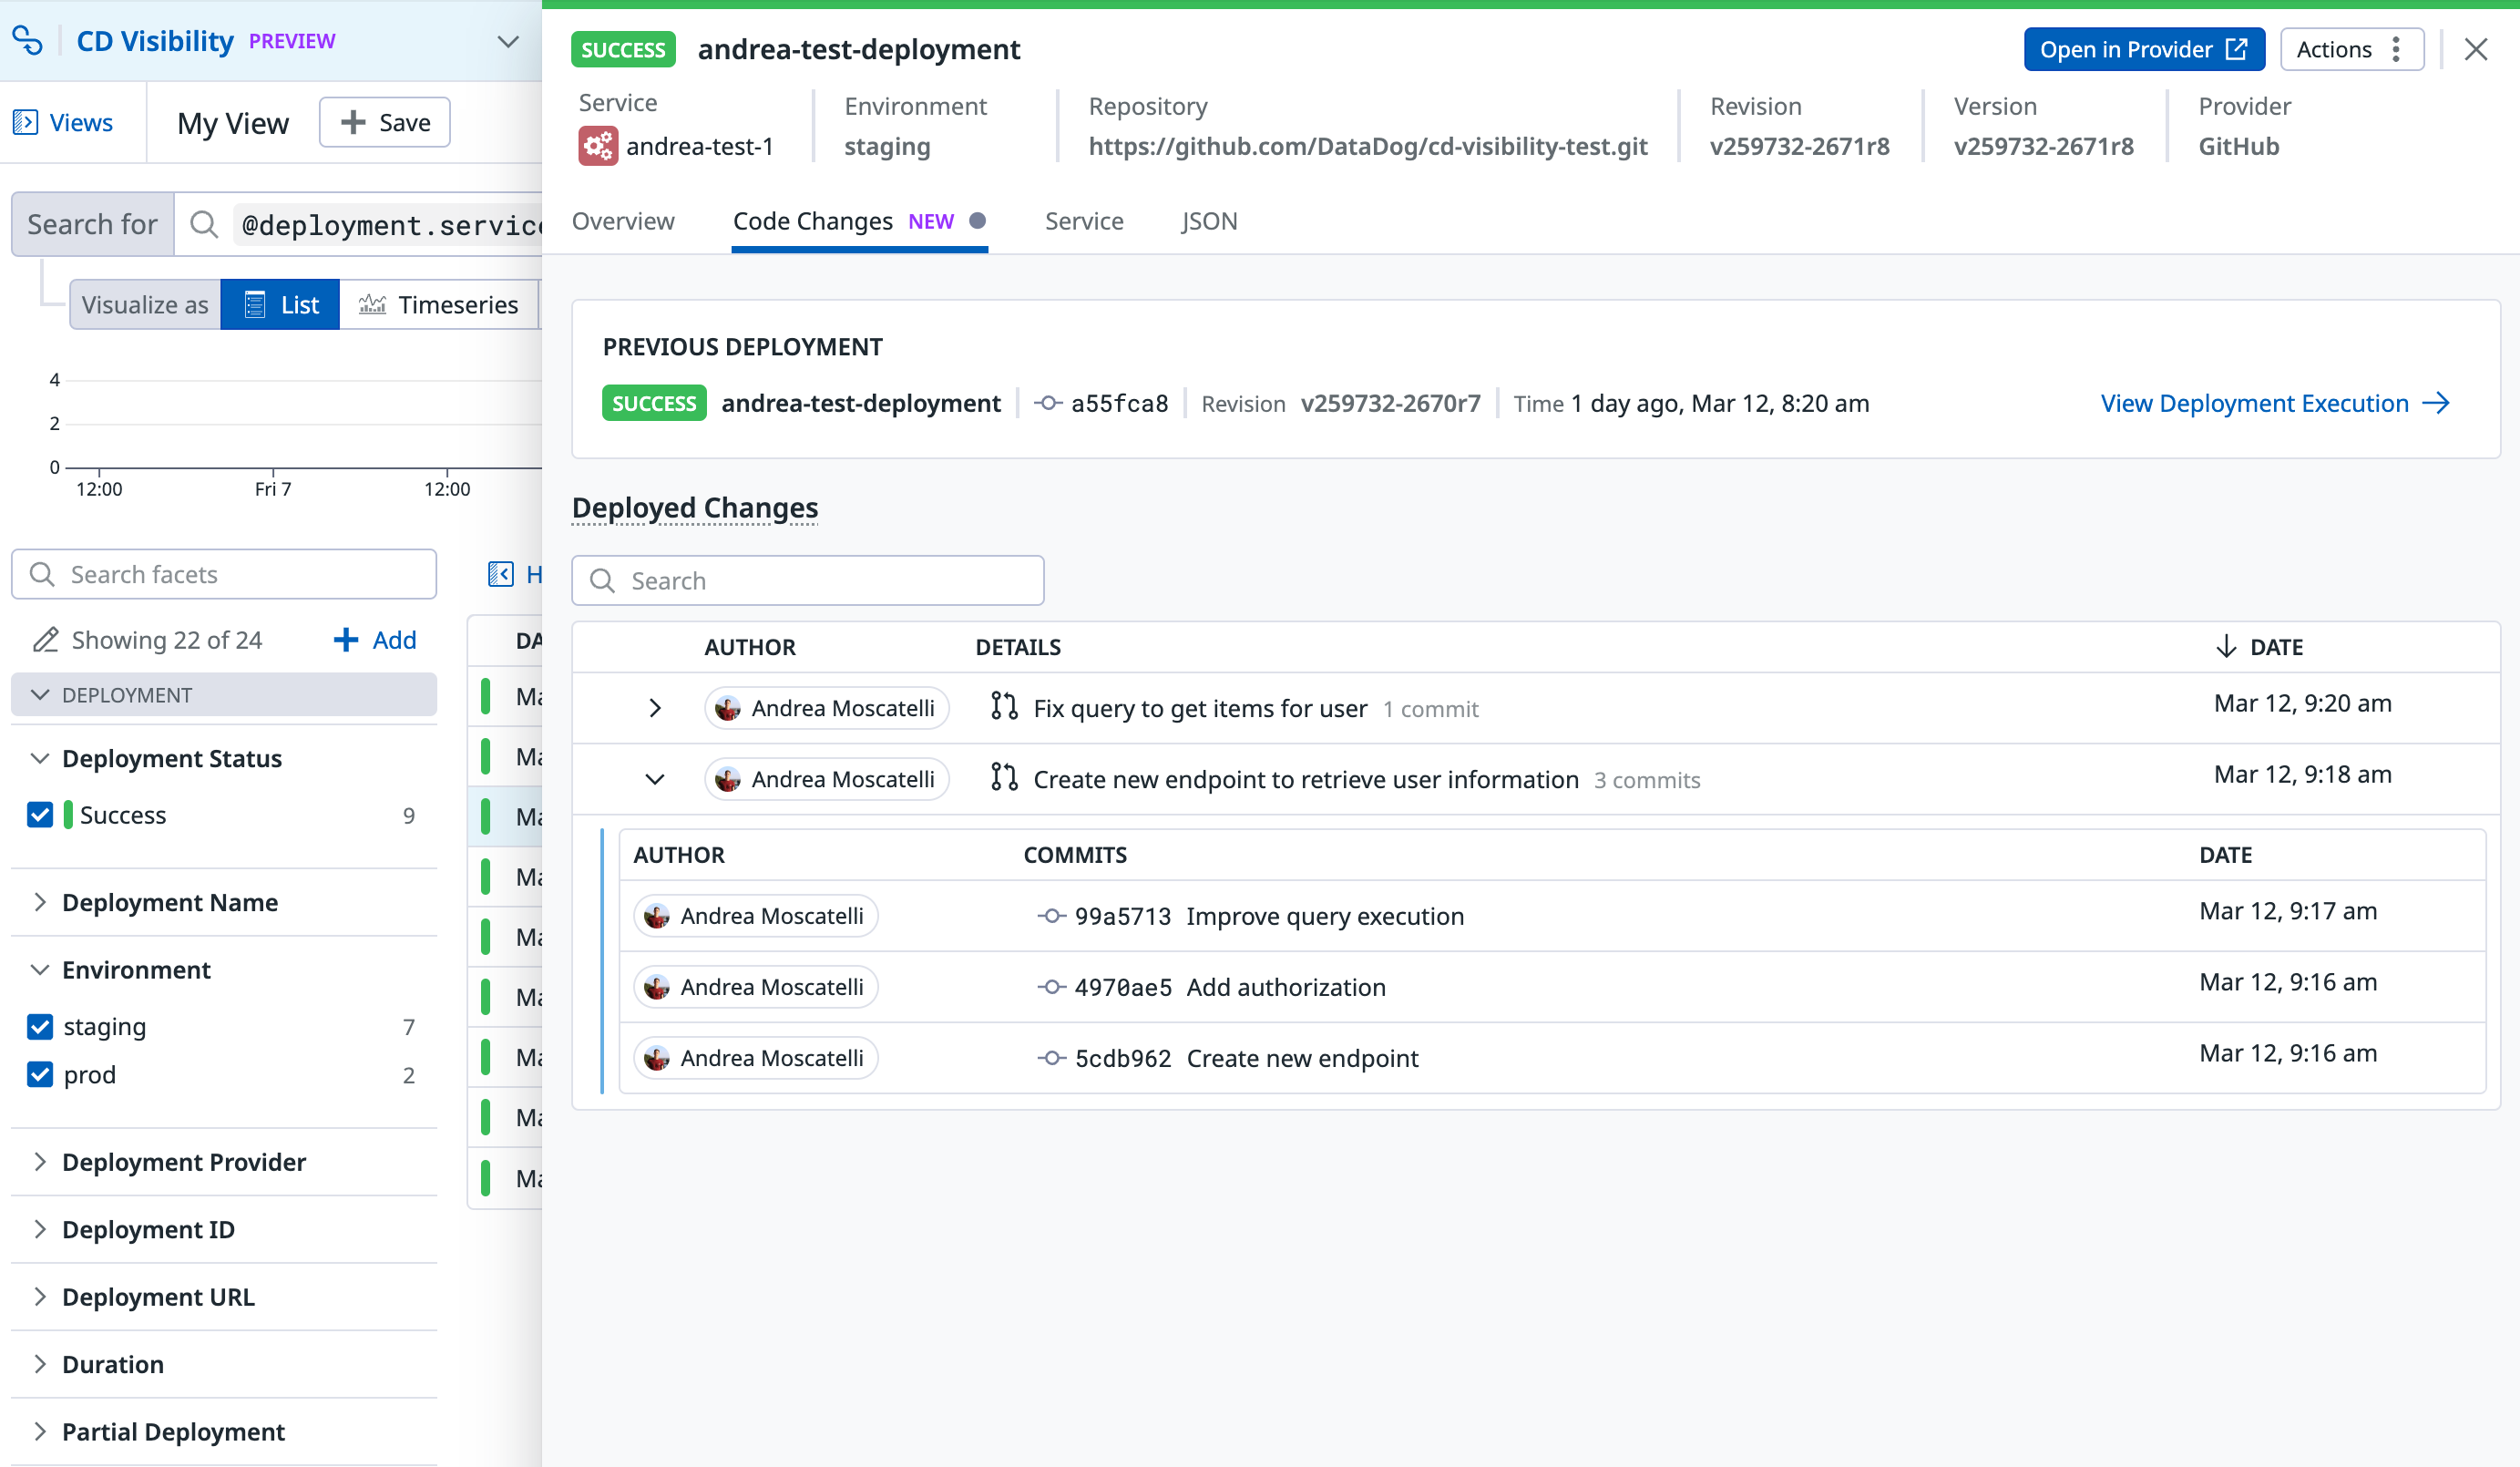 CD Visibility PREVIEW
Views
My View
Save
Search for
@deployment.service
Visualize as
List
Timeseries
4
2
0
12:00
Fri 7
12:00
Search facets
Showing 22 of 24
Add
DEPLOYMENT
Deployment Status
Success 9
Deployment Name
Environment
staging 7
prod 2
Deployment Provider
Deployment ID
Deployment URL
Duration
Partial Deployment
H
DA
Ma
Ma
Ma
Ma
Ma
Ma
Ma
Ma
Ma
SUCCESS andrea-test-deployment
Open in Provider
Actions
Service
andrea-test-1
Environment
staging
Repository
https://github.com/DataDog/cd-visibility-test.git
Revision
v259732-2671r8
Version
v259732-2671r8
Provider
GitHub
Overview
Code Changes NEW
Service
JSON
PREVIOUS DEPLOYMENT
SUCCESS andrea-test-deployment a55fca8 Revision v259732-2670r7 Time 1 day ago, Mar 12, 8:20 am
View Deployment Execution
Deployed Changes
Search
AUTHOR DETAILS DATE
Andrea Moscatelli Fix query to get items for user 1 commit Mar 12, 9:20 am
Andrea Moscatelli Create new endpoint to retrieve user information 3 commits Mar 12, 9:18 am
AUTHOR COMMITS DATE
Andrea Moscatelli 99a5713 Improve query execution Mar 12, 9:17 am
Andrea Moscatelli 4970ae5 Add authorization Mar 12, 9:16 am
Andrea Moscatelli 5cdb962 Create new endpoint Mar 12, 9:16 am